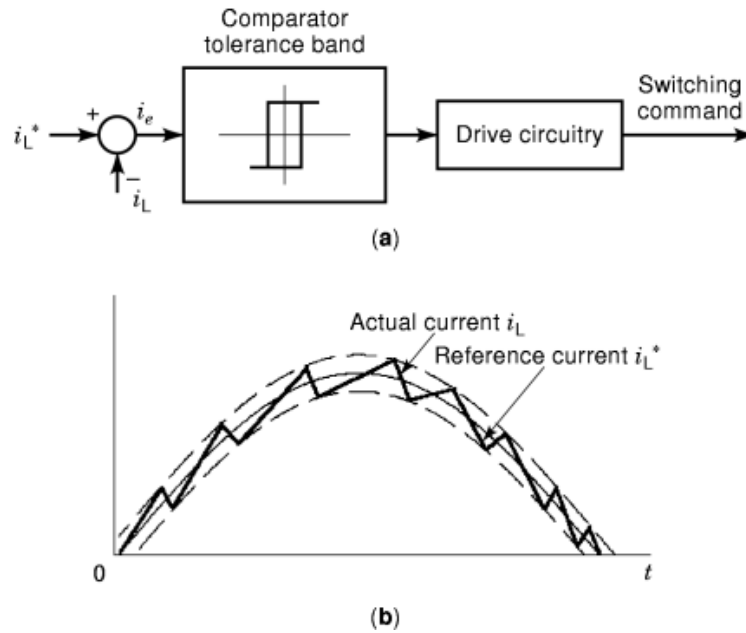 Comparator
tolerance band
Switching
command
+
i_e
i_L*
Drive circuitry
−
i_L
(a)
Actual current i_L
Reference current i_L*
0
t
(b)